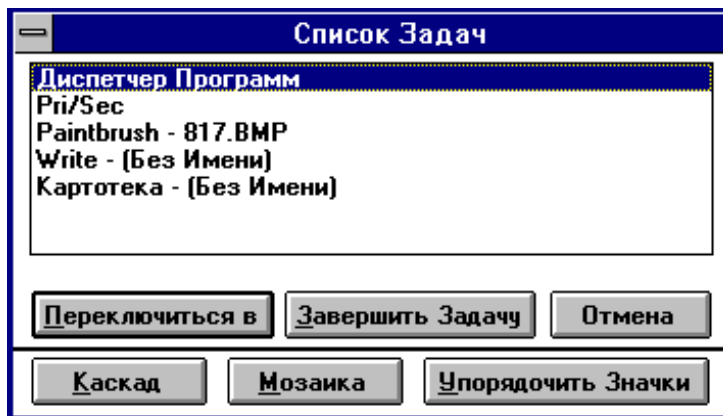 Список Задач
Диспетчер Программ
Pri/Sec
Paintbrush - 817.BMP
Write - (Без Имени)
Картотека - (Без Имени)
Переключиться в Завершить Задачу Отмена
Каскад Мозаика Упорядочить Значки